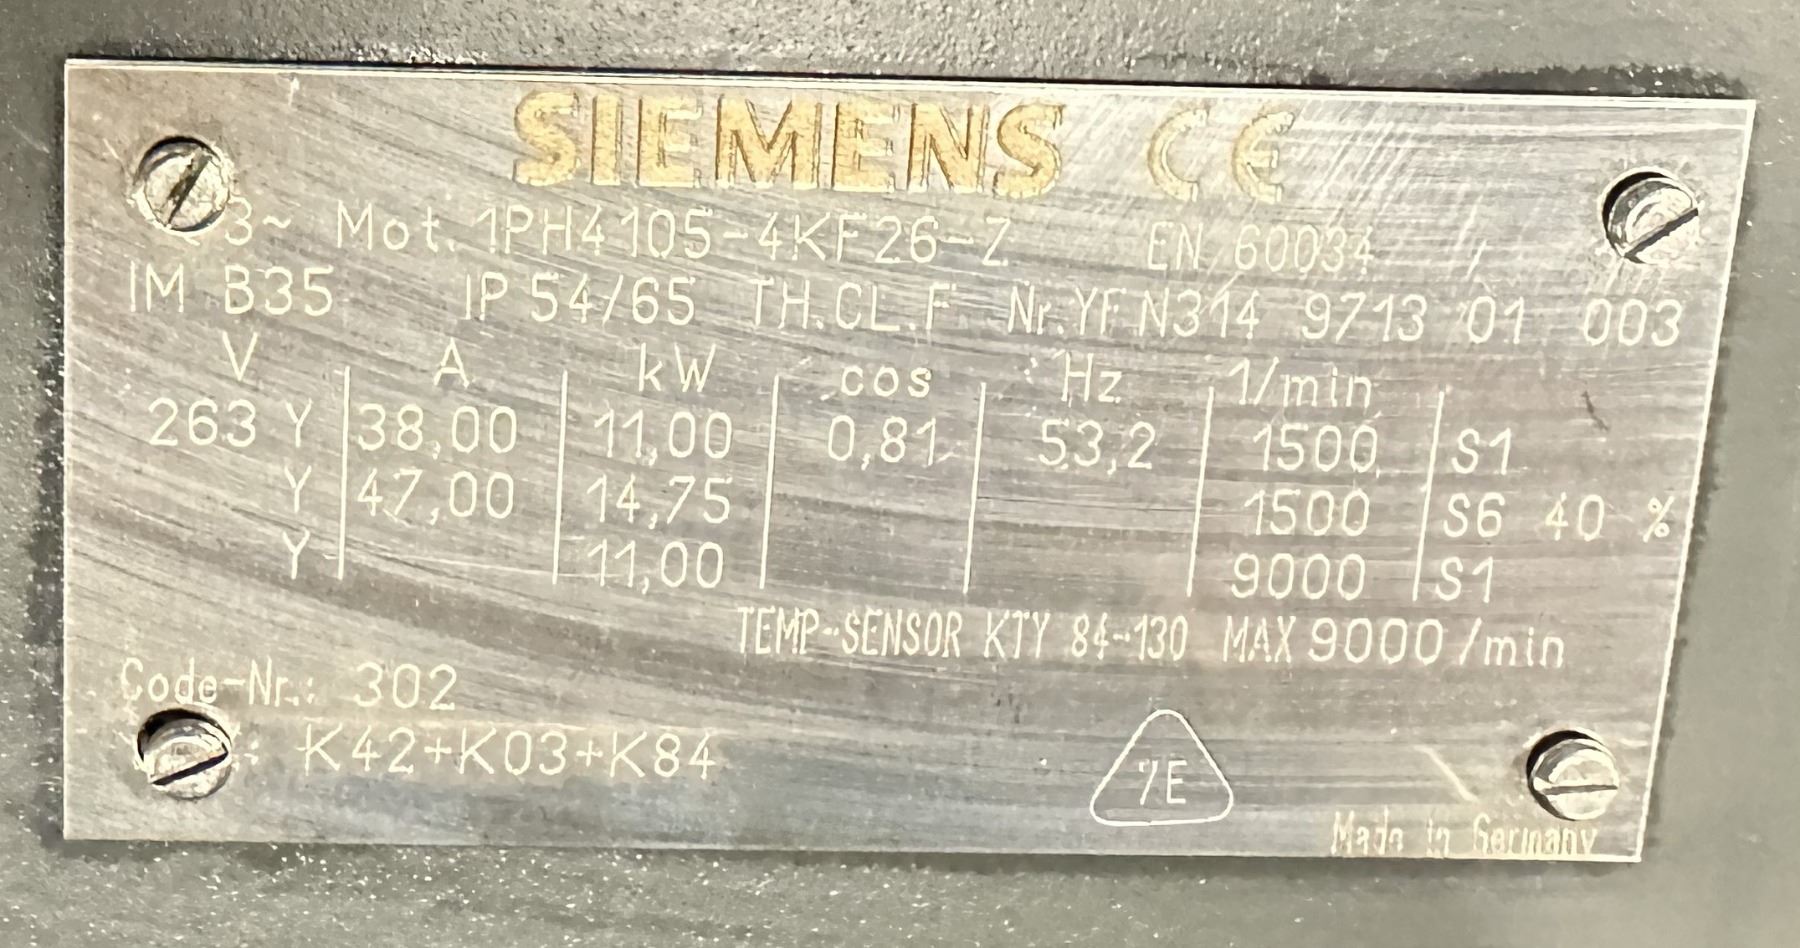 SIEMENS CE
3~ Mot. 1PH4105-4KF26-Z EN 60034
IM B35 IP 54/65 TH.CL.F Nr.YFN314 9713 01 003
V A kW cos Hz 1/min
263 Y 38,00 11,00 0,81 53,2 1500 S1
Y 47,00 14,75 1500 S6 40 %
Y 11,00 9000 S1
TEMP-SENSOR KTY 84-130 MAX 9000/min
Code-Nr.: 302
K42+K03+K84
7E
Made in Germany